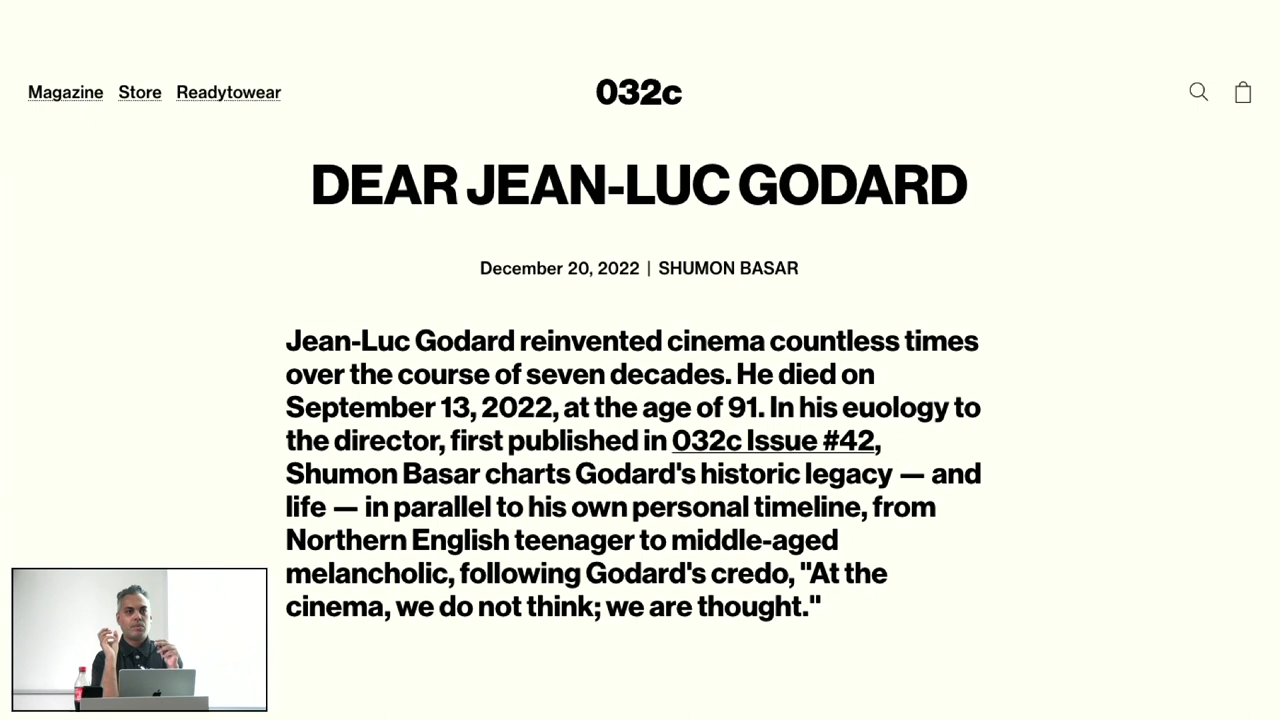 Magazine Store Readytowear
032c
DEAR JEAN-LUC GODARD
December 20, 2022 | SHUMON BASAR
Jean-Luc Godard reinvented cinema countless times
over the course of seven decades. He died on
September 13, 2022, at the age of 91. In his euology to
the director, first published in 032c Issue #42,
Shumon Basar charts Godard's historic legacy — and
life — in parallel to his own personal timeline, from
Northern English teenager to middle-aged
melancholic, following Godard's credo, "At the
cinema, we do not think; we are thought."